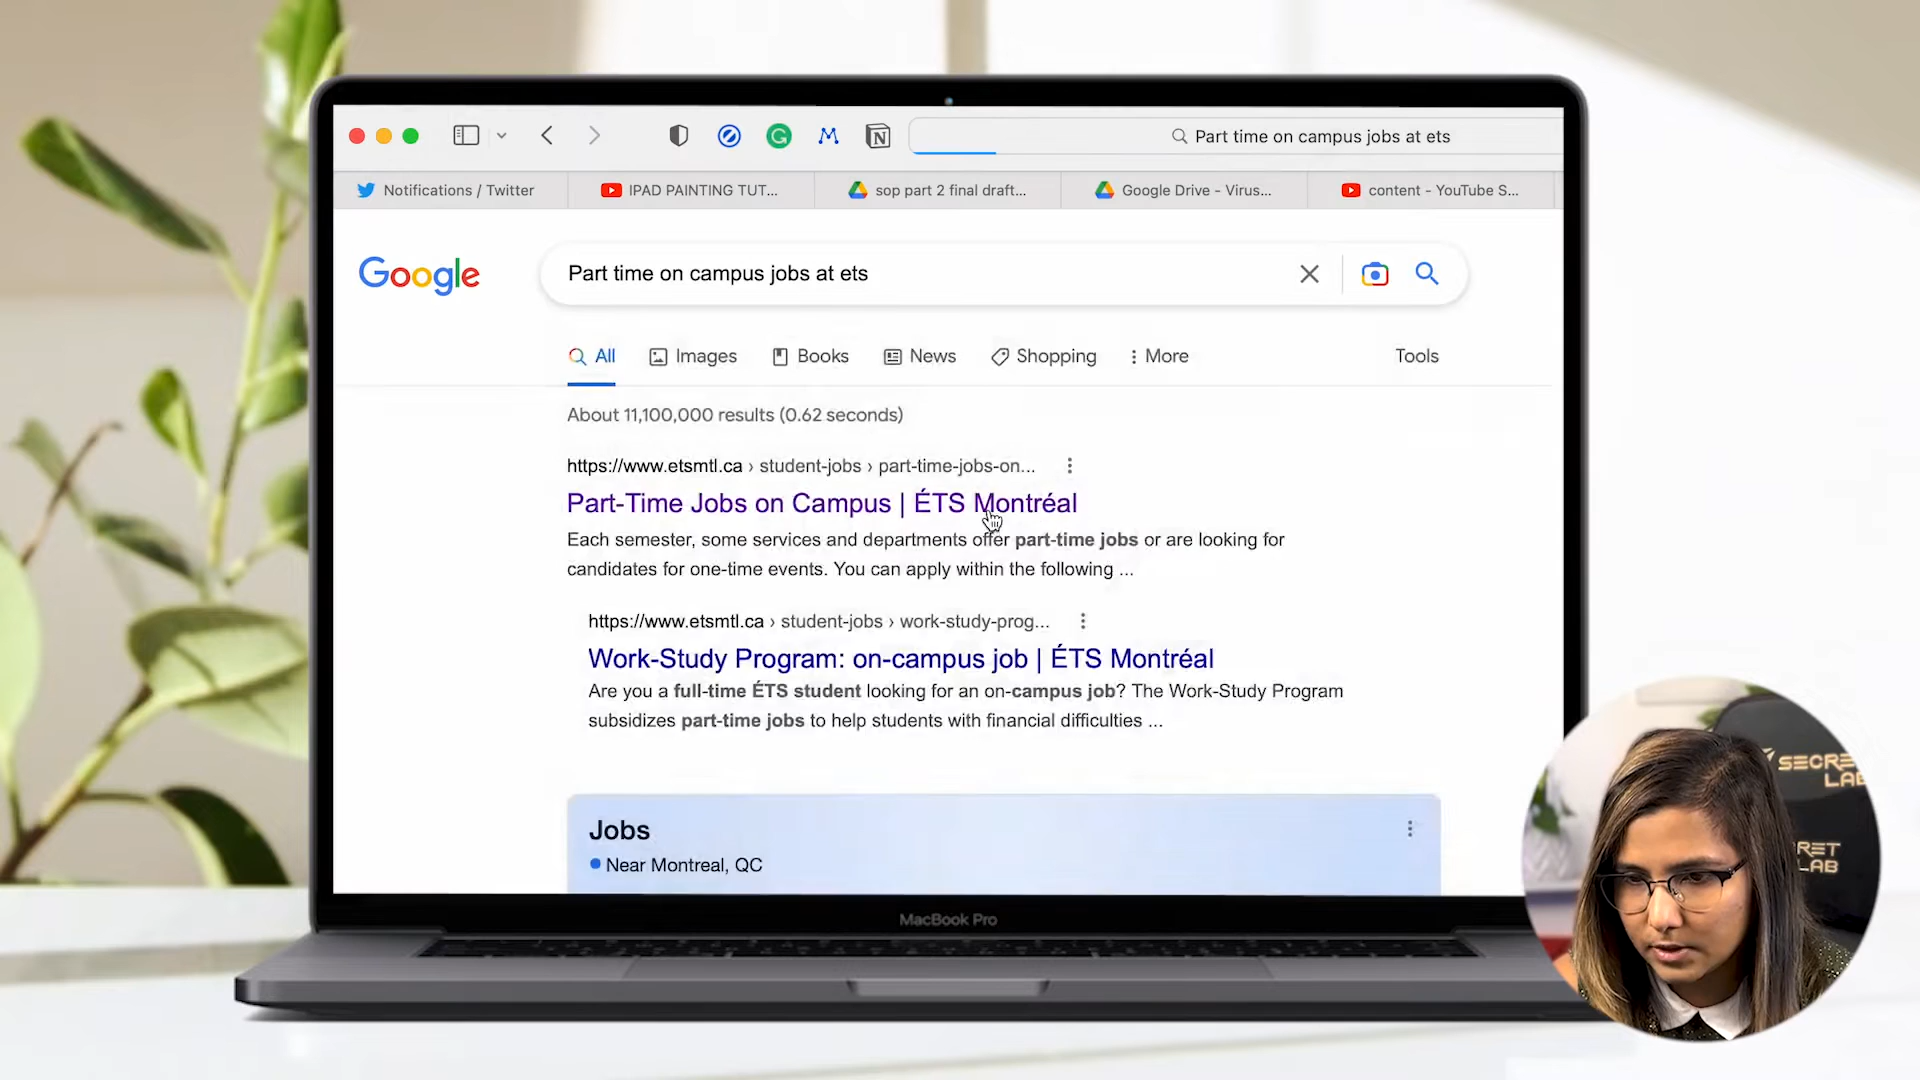 Part time on campus jobs at ets
Notifications / Twitter
IPAD PAINTING TUT...
sop part 2 final draft...
Google Drive - Virus...
content - YouTube S...
Google
Part time on campus jobs at ets
All
Images
Books
News
Shopping
More
Tools
About 11,100,000 results (0.62 seconds)
https://www.etsmtl.ca › student-jobs › part-time-jobs-on...
Part-Time Jobs on Campus | ÉTS Montréal
Each semester, some services and departments offer part-time jobs or are looking for
candidates for one-time events. You can apply within the following ...
https://www.etsmtl.ca › student-jobs › work-study-prog...
Work-Study Program: on-campus job | ÉTS Montréal
Are you a full-time ÉTS student looking for an on-campus job? The Work-Study Program
subsidizes part-time jobs to help students with financial difficulties ...
Jobs
Near Montreal, QC
MacBook Pro
SECRE
LAB
RET
LAB